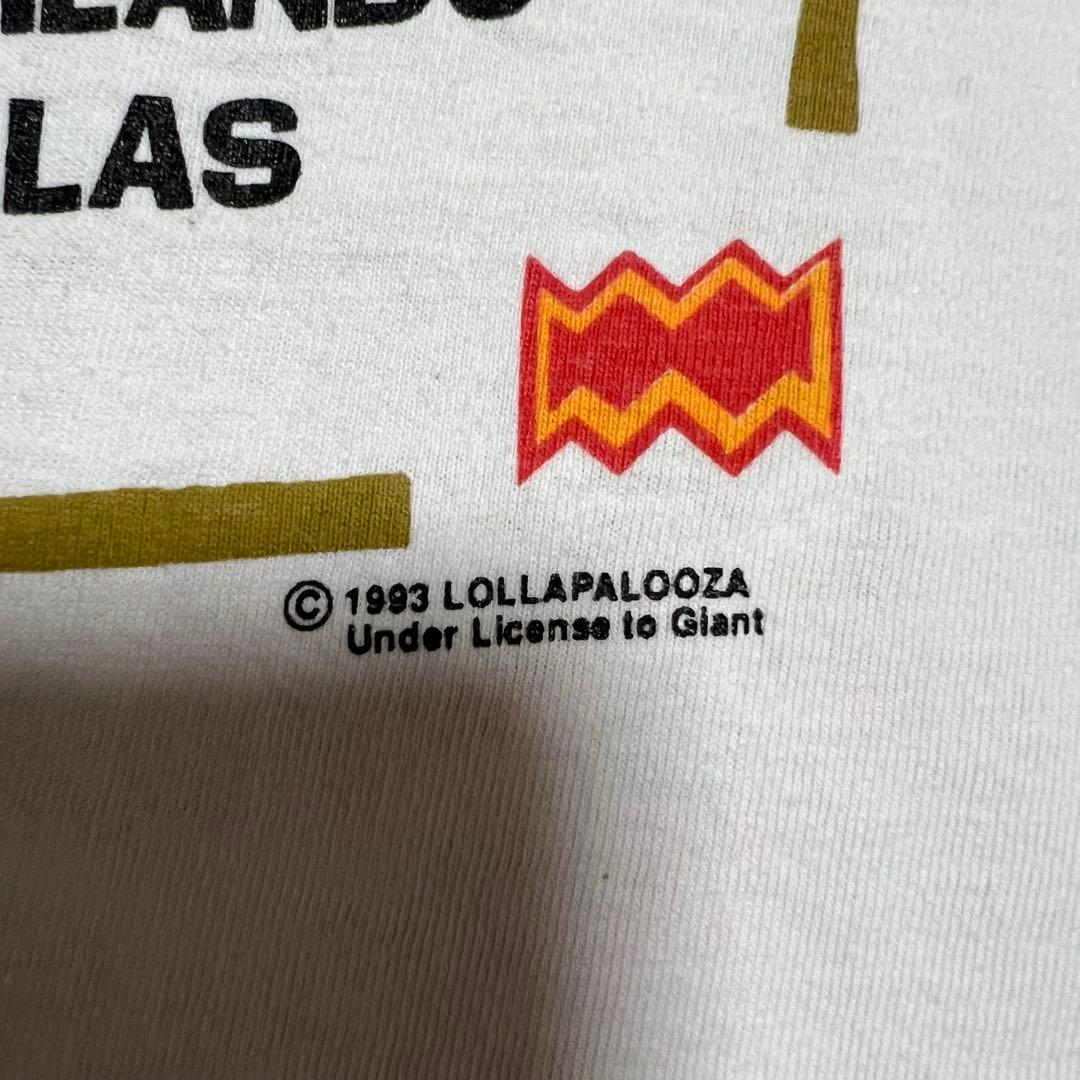 LAS
© 1993 LOLLAPALOOZA
Under License to Giant